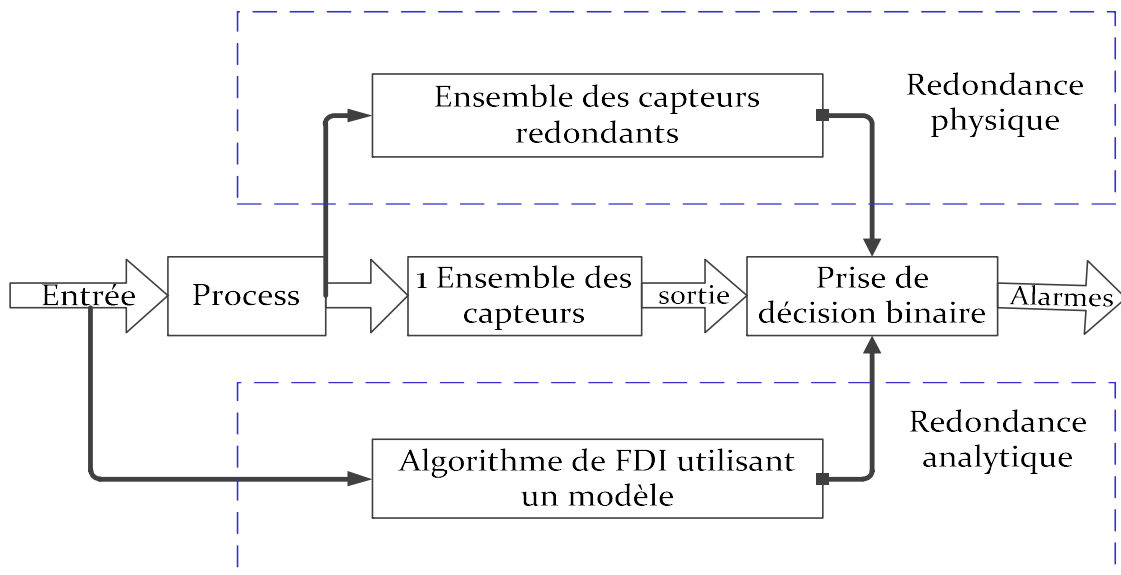 Ensemble des capteurs
redondants
Redondance
physique
Entrée
Process
1 Ensemble des
capteurs
sortie
Prise de
décision binaire
Alarmes
Algorithme de FDI utilisant
un modèle
Redondance
analytique